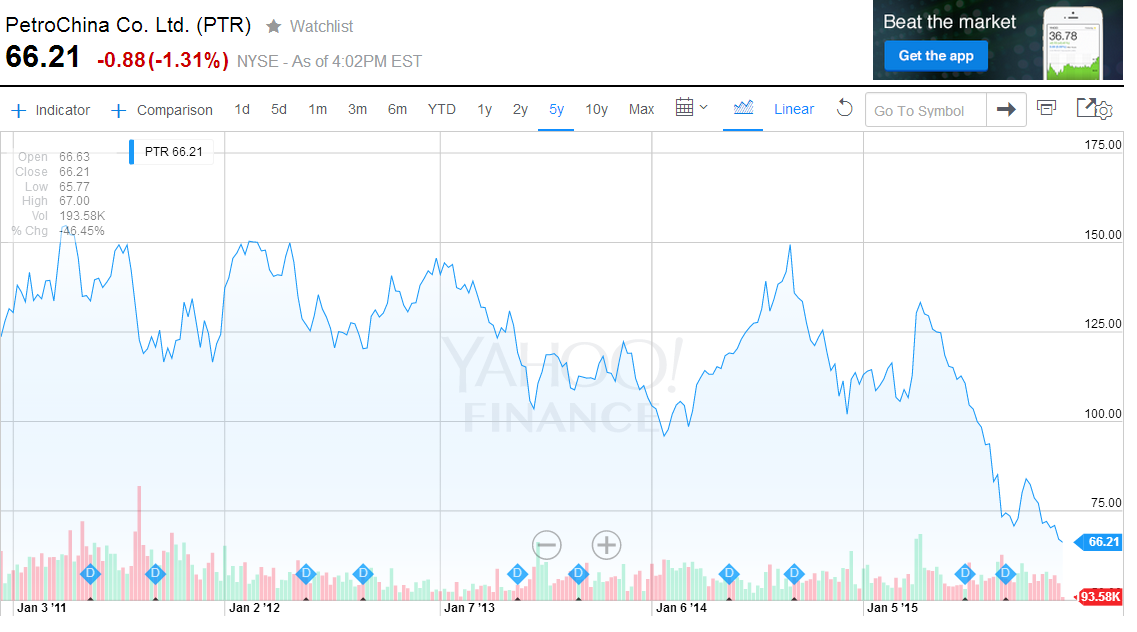 PetroChina Co. Ltd. (PTR) ★ Watchlist
66.21 -0.88(-1.31%) NYSE - As of 4:02PM EST
Beat the market
Get the app
36.78
+ Indicator + Comparison 1d 5d 1m 3m 6m YTD 1y 2y 5y 10y Max Linear Go To Symbol
PTR 66.21
Open 66.63
Close 66.21
Low 65.77
High 67.00
Vol 193.58K
% Chg -46.45%
175.00
150.00
125.00
100.00
75.00
66.21
93.58K
YAHOO!
FINANCE
D D D D D D D D D D
Jan 3 '11 Jan 2 '12 Jan 7 '13 Jan 6 '14 Jan 5 '15